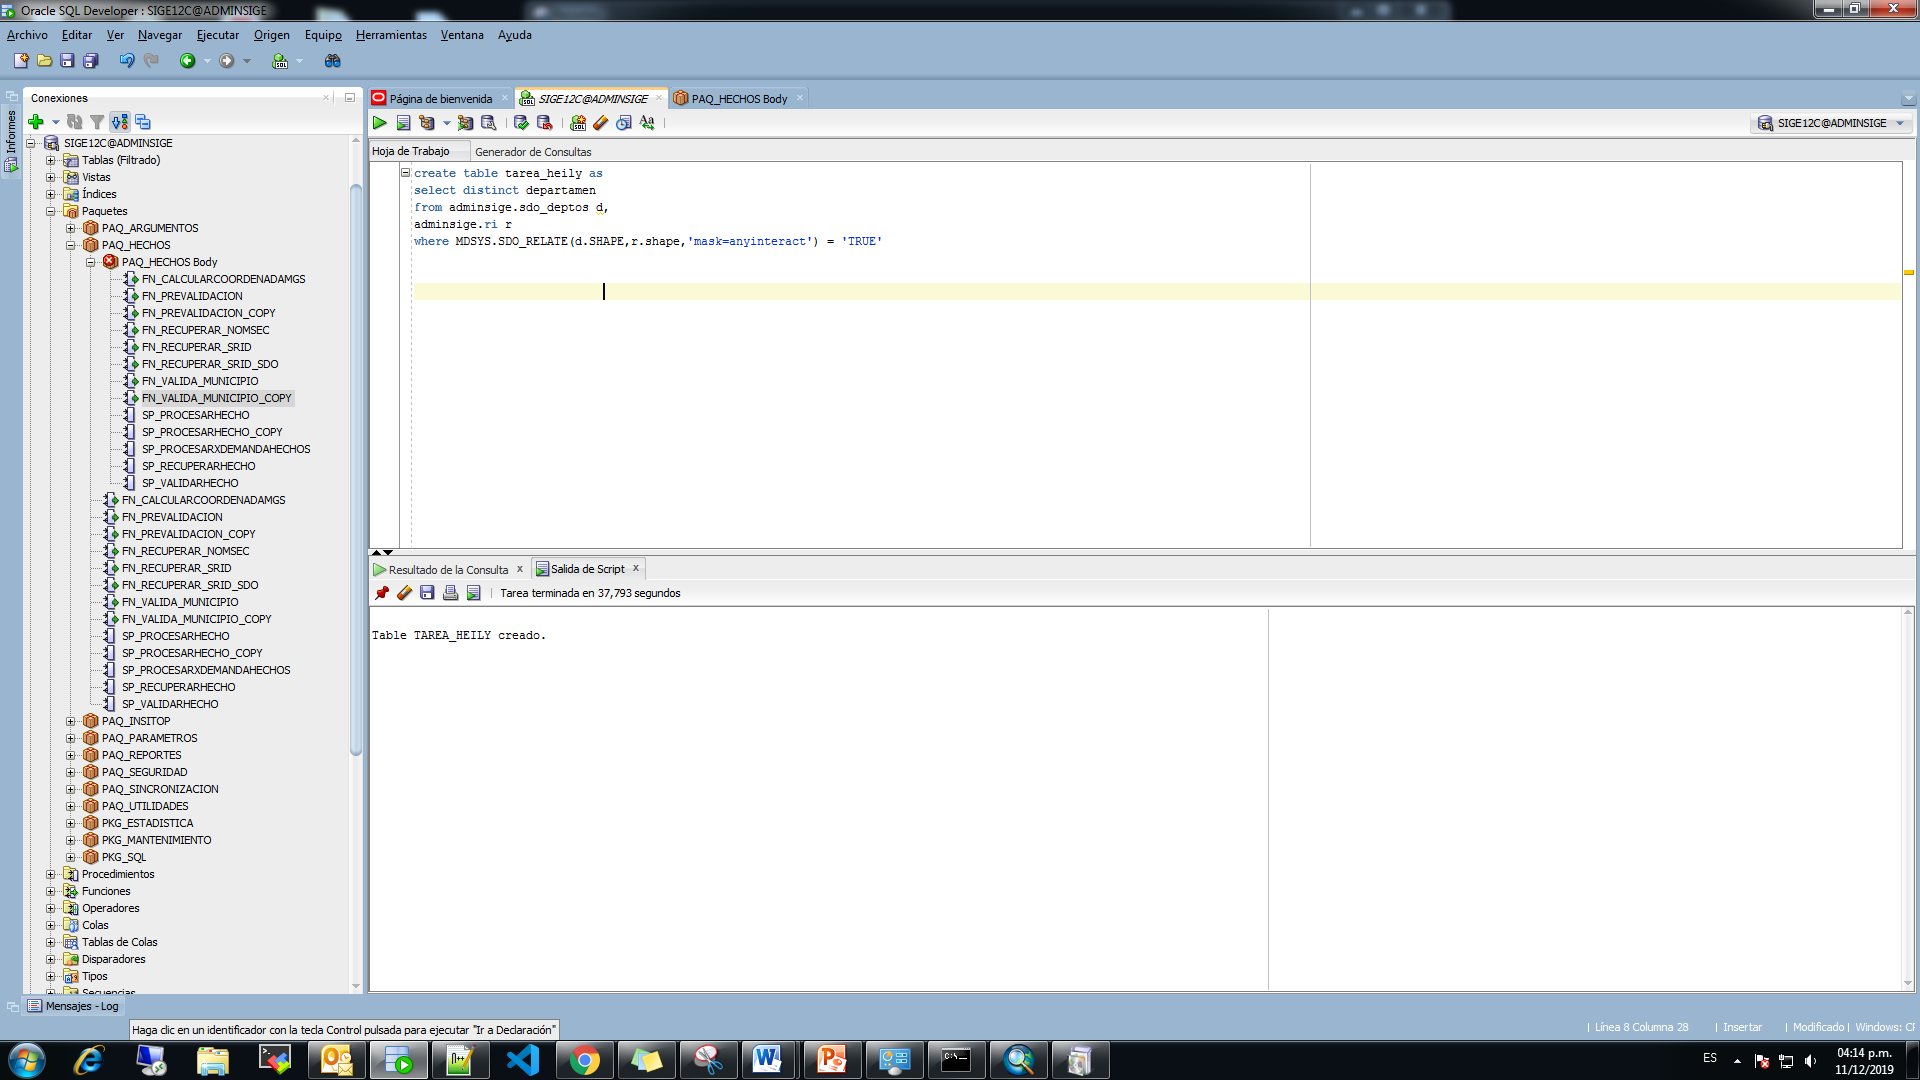 Oracle SQL Developer : SIGE12C@ADMINSIGE
Archivo Editar Ver Navegar Ejecutar Origen Equipo Herramientas Ventana Ayuda
Informes
Conexiones
SIGE12C@ADMINSIGE
Tablas (Filtrado)
Vistas
Índices
Paquetes
PAQ_ARGUMENTOS
PAQ_HECHOS
PAQ_HECHOS Body
FN_CALCULARCOORDENADAMGS
FN_PREVALIDACION
FN_PREVALIDACION_COPY
FN_RECUPERAR_NOMSEC
FN_RECUPERAR_SRID
FN_RECUPERAR_SRID_SDO
FN_VALIDA_MUNICIPIO
FN_VALIDA_MUNICIPIO_COPY
SP_PROCESARHECHO
SP_PROCESARHECHO_COPY
SP_PROCESARXDEMANDAHECHOS
SP_RECUPERARHECHO
SP_VALIDARHECHO
FN_CALCULARCOORDENADAMGS
FN_PREVALIDACION
FN_PREVALIDACION_COPY
FN_RECUPERAR_NOMSEC
FN_RECUPERAR_SRID
FN_RECUPERAR_SRID_SDO
FN_VALIDA_MUNICIPIO
FN_VALIDA_MUNICIPIO_COPY
SP_PROCESARHECHO
SP_PROCESARHECHO_COPY
SP_PROCESARXDEMANDAHECHOS
SP_RECUPERARHECHO
SP_VALIDARHECHO
PAQ_INSITOP
PAQ_PARAMETROS
PAQ_REPORTES
PAQ_SEGURIDAD
PAQ_SINCRONIZACION
PAQ_UTILIDADES
PKG_ESTADISTICA
PKG_MANTENIMIENTO
PKG_SQL
Procedimientos
Funciones
Operadores
Colas
Tablas de Colas
Disparadores
Tipos
Secuencias
Página de bienvenida SIGE12C@ADMINSIGE PAQ_HECHOS Body
SIGE12C@ADMINSIGE
Hoja de Trabajo Generador de Consultas
create table tarea_heily as
select distinct departamen
from adminsige.sdo_deptos d,
adminsige.ri r
where MDSYS.SDO_RELATE(d.SHAPE,r.shape,'mask=anyinteract') = 'TRUE'
Resultado de la Consulta Salida de Script
Tarea terminada en 37,793 segundos
Table TAREA_HEILY creado.
Mensajes - Log
Haga clic en un identificador con la tecla Control pulsada para ejecutar "Ir a Declaración"
Línea 8 Columna 28 Insertar Modificado Windows: CF
ES
04:14 p.m.
11/12/2019